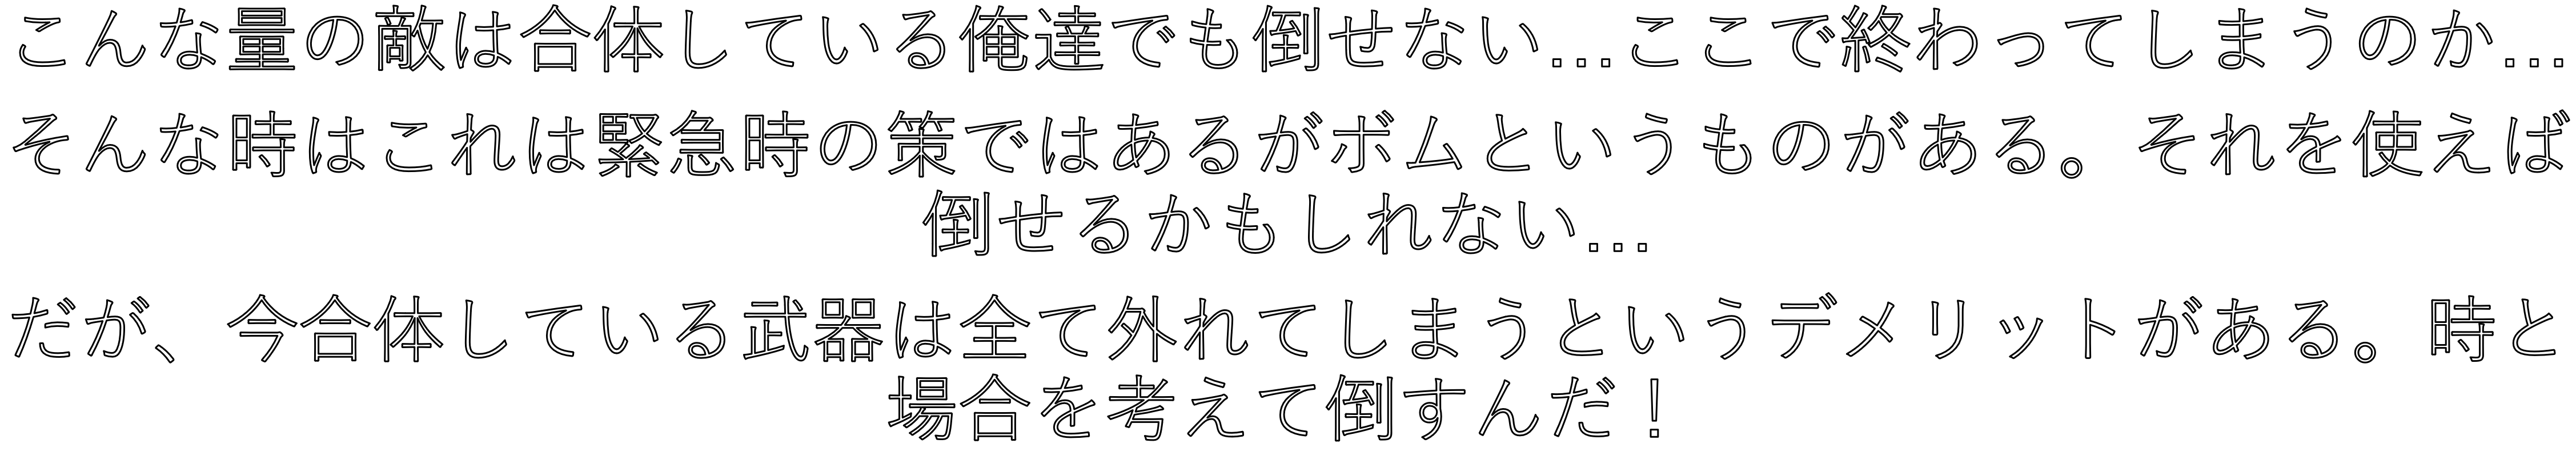 こんな量の敵は合体している俺達でも倒せない...ここで終わってしまうのか...
そんな時はこれは緊急時の策ではあるがボムというものがある。それを使えば
倒せるかもしれない...
だが、今合体している武器は全て外れてしまうというデメリットがある。時と
場合を考えて倒すんだ！